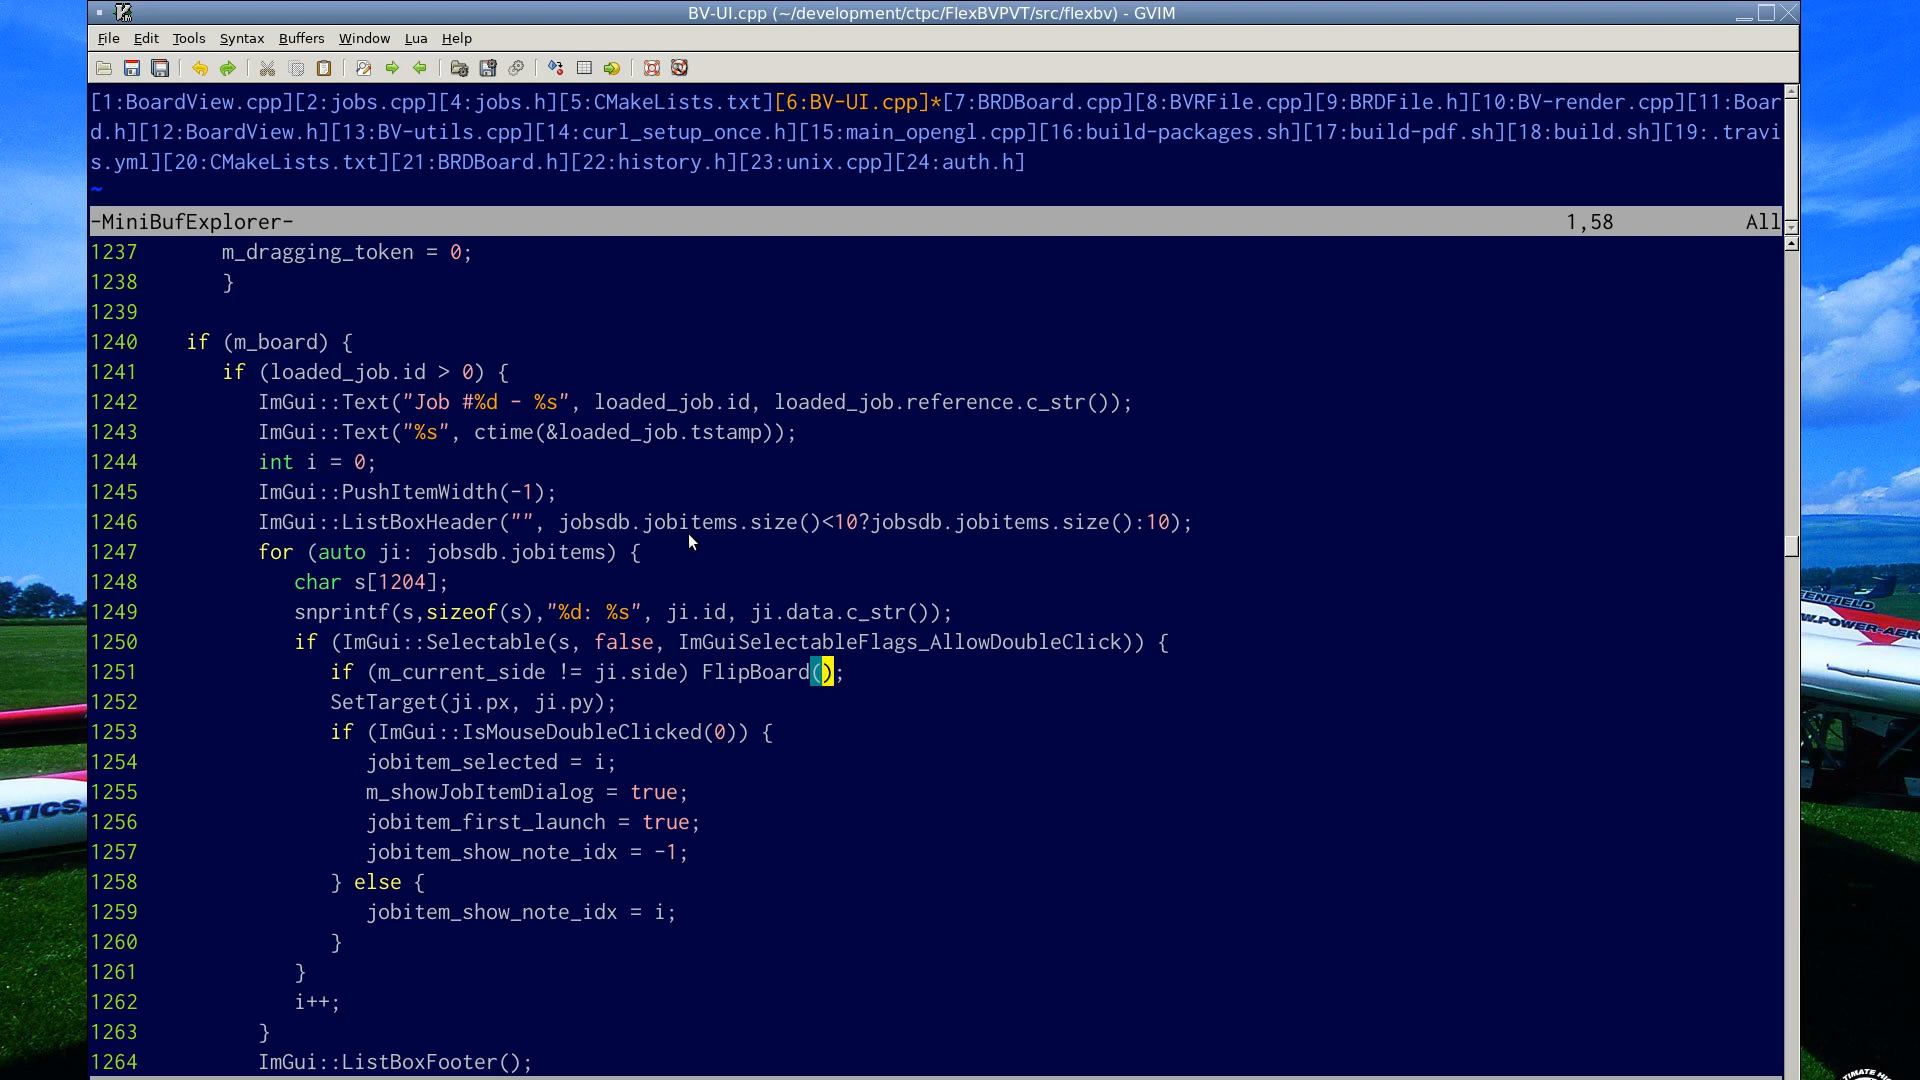 BV-UI.cpp (~/development/ctpc/FlexBVPVT/src/flexbv) - GVIM
File Edit Tools Syntax Buffers Window Lua Help
[1:BoardView.cpp][2:jobs.cpp][4:jobs.h][5:CMakeLists.txt][6:BV-UI.cpp]*[7:BRDBoard.cpp][8:BVRFile.cpp][9:BRDFile.h][10:BV-render.cpp][11:Boar
d.h][12:BoardView.h][13:BV-utils.cpp][14:curl_setup_once.h][15:main_opengl.cpp][16:build-packages.sh][17:build-pdf.sh][18:build.sh][19:.travi
s.yml][20:CMakeLists.txt][21:BRDBoard.h][22:history.h][23:unix.cpp][24:auth.h]
~
-MiniBufExplorer- 1,58 All
1237 m_dragging_token = 0;
1238 }
1239
1240 if (m_board) {
1241 if (loaded_job.id > 0) {
1242 ImGui::Text("Job #%d - %s", loaded_job.id, loaded_job.reference.c_str());
1243 ImGui::Text("%s", ctime(&loaded_job.tstamp));
1244 int i = 0;
1245 ImGui::PushItemWidth(-1);
1246 ImGui::ListBoxHeader("", jobsdb.jobitems.size()<10?jobsdb.jobitems.size():10);
1247 for (auto ji: jobsdb.jobitems) {
1248 char s[1204];
1249 snprintf(s,sizeof(s),"%d: %s", ji.id, ji.data.c_str());
1250 if (ImGui::Selectable(s, false, ImGuiSelectableFlags_AllowDoubleClick)) {
1251 if (m_current_side != ji.side) FlipBoard();
1252 SetTarget(ji.px, ji.py);
1253 if (ImGui::IsMouseDoubleClicked(0)) {
1254 jobitem_selected = i;
1255 m_showJobItemDialog = true;
1256 jobitem_first_launch = true;
1257 jobitem_show_note_idx = -1;
1258 } else {
1259 jobitem_show_note_idx = i;
1260 }
1261 }
1262 i++;
1263 }
1264 ImGui::ListBoxFooter();